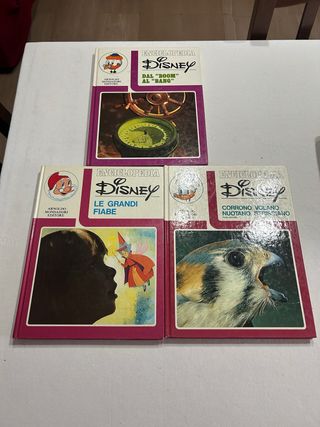 ENCICLOPEDIA
DISNEY
DAL "BOOM"
AL "BANG"
ARNOLDO
MONDADORI
EDITORE
ENCICLOPEDIA
DISNEY
LE GRANDI
FIABE
ARNOLDO
MONDADORI
EDITORE
ENCICLOPEDIA
DISNEY
CORRONO VOLANO
NUOTANO STRISCIANO